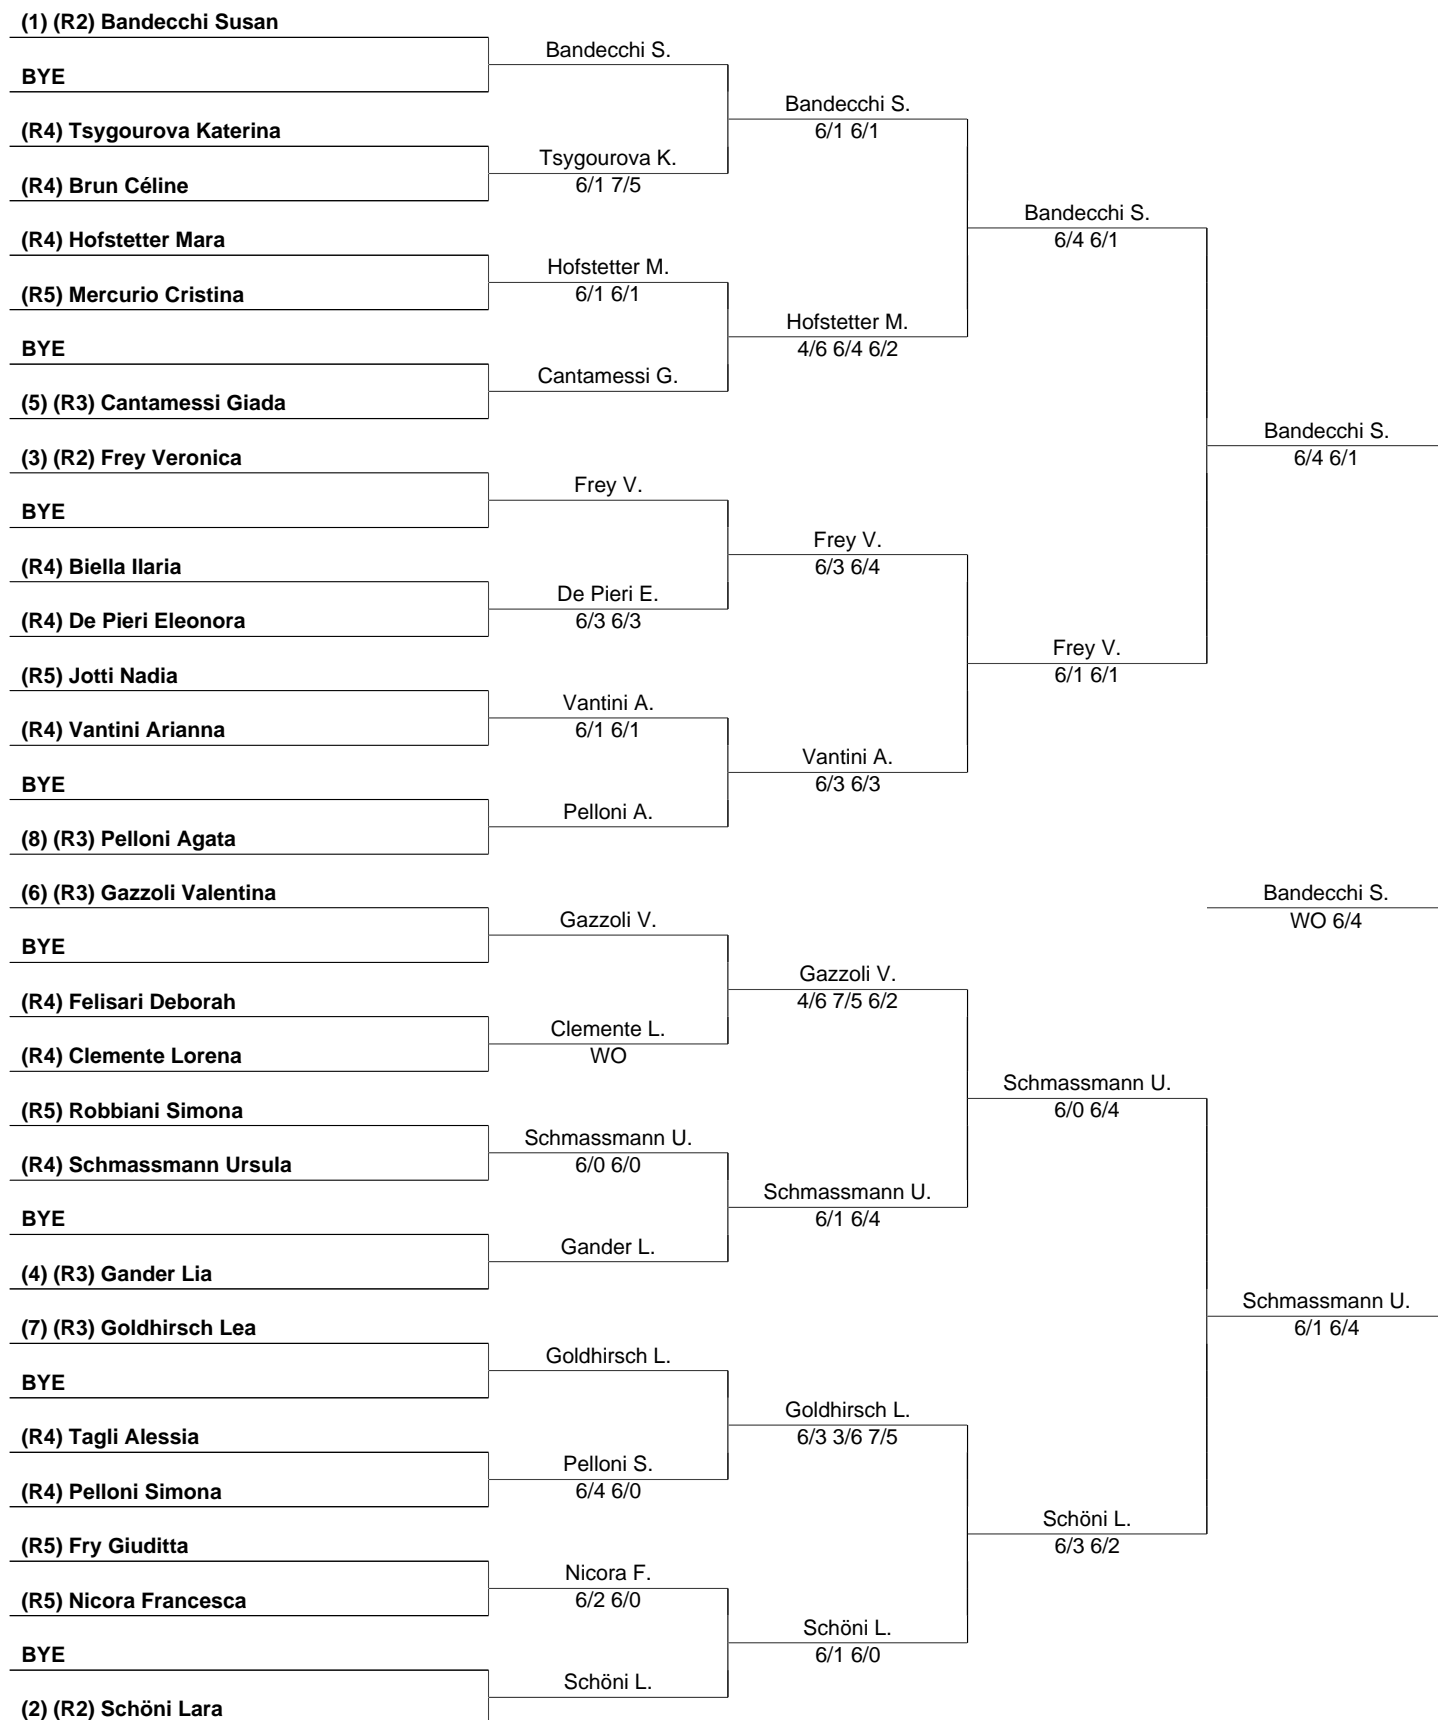 (1) (R2) Bandecchi Susan
Bandecchi S.
BYE
Bandecchi S.
6/1 6/1
(R4) Tsygourova Katerina
Tsygourova K.
6/1 7/5
(R4) Brun Céline
Bandecchi S.
6/4 6/1
(R4) Hofstetter Mara
Hofstetter M.
6/1 6/1
(R5) Mercurio Cristina
Hofstetter M.
4/6 6/4 6/2
BYE
Cantamessi G.
(5) (R3) Cantamessi Giada
Bandecchi S.
6/4 6/1
(3) (R2) Frey Veronica
Frey V.
BYE
Frey V.
6/3 6/4
(R4) Biella Ilaria
De Pieri E.
6/3 6/3
(R4) De Pieri Eleonora
Frey V.
6/1 6/1
(R5) Jotti Nadia
Vantini A.
6/1 6/1
(R4) Vantini Arianna
Vantini A.
6/3 6/3
BYE
Pelloni A.
(8) (R3) Pelloni Agata
(6) (R3) Gazzoli Valentina
Bandecchi S.
WO 6/4
Gazzoli V.
BYE
Gazzoli V.
4/6 7/5 6/2
(R4) Felisari Deborah
Clemente L.
WO
(R4) Clemente Lorena
Schmassmann U.
6/0 6/4
(R5) Robbiani Simona
Schmassmann U.
6/0 6/0
(R4) Schmassmann Ursula
Schmassmann U.
6/1 6/4
BYE
Gander L.
(4) (R3) Gander Lia
Schmassmann U.
6/1 6/4
(7) (R3) Goldhirsch Lea
Goldhirsch L.
BYE
Goldhirsch L.
6/3 3/6 7/5
(R4) Tagli Alessia
Pelloni S.
6/4 6/0
(R4) Pelloni Simona
Schöni L.
6/3 6/2
(R5) Fry Giuditta
Nicora F.
6/2 6/0
(R5) Nicora Francesca
Schöni L.
6/1 6/0
BYE
Schöni L.
(2) (R2) Schöni Lara